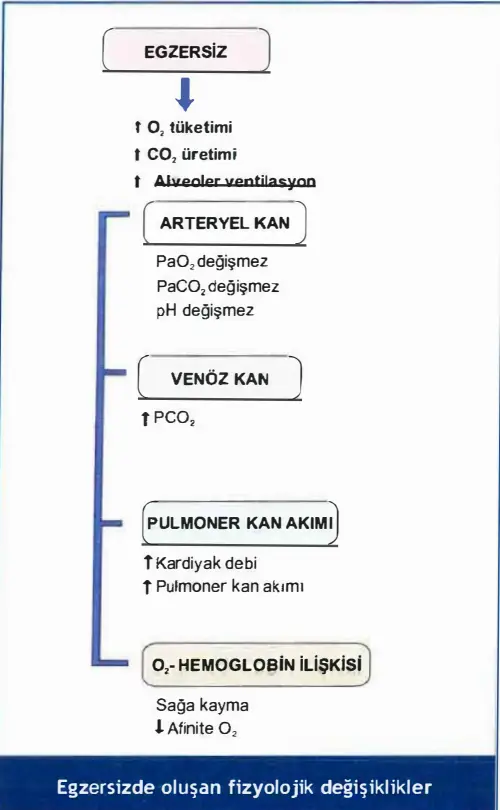 EGZERSİZ
↑ O₂ tüketimi
↑ CO₂ üretimi
↑ Alveoler ventilasyon
ARTERYEL KAN
PaO₂ değişmez
PaCO₂ değişmez
pH değişmez
VENÖZ KAN
↑ PCO₂
PULMONER KAN AKIMI
↑ Kardiyak debi
↑ Pulmoner kan akımı
O₂- HEMOGLOBİN İLİŞKİSİ
Sağa kayma
↓ Afinite O₂
Egzersizde oluşan fizyolojik değişiklikler